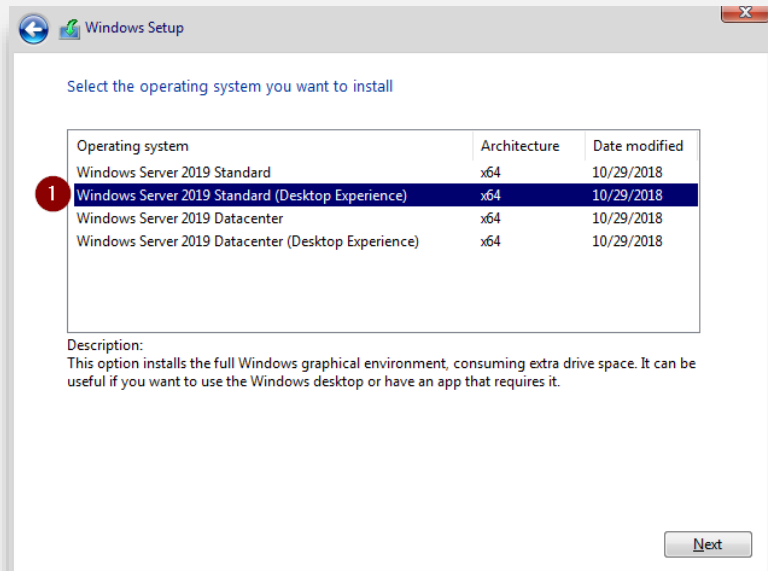 Windows Setup
Select the operating system you want to install
Operating system Architecture Date modified
Windows Server 2019 Standard x64 10/29/2018
1 Windows Server 2019 Standard (Desktop Experience) x64 10/29/2018
Windows Server 2019 Datacenter x64 10/29/2018
Windows Server 2019 Datacenter (Desktop Experience) x64 10/29/2018
Description:
This option installs the full Windows graphical environment, consuming extra drive space. It can be
useful if you want to use the Windows desktop or have an app that requires it.
Next